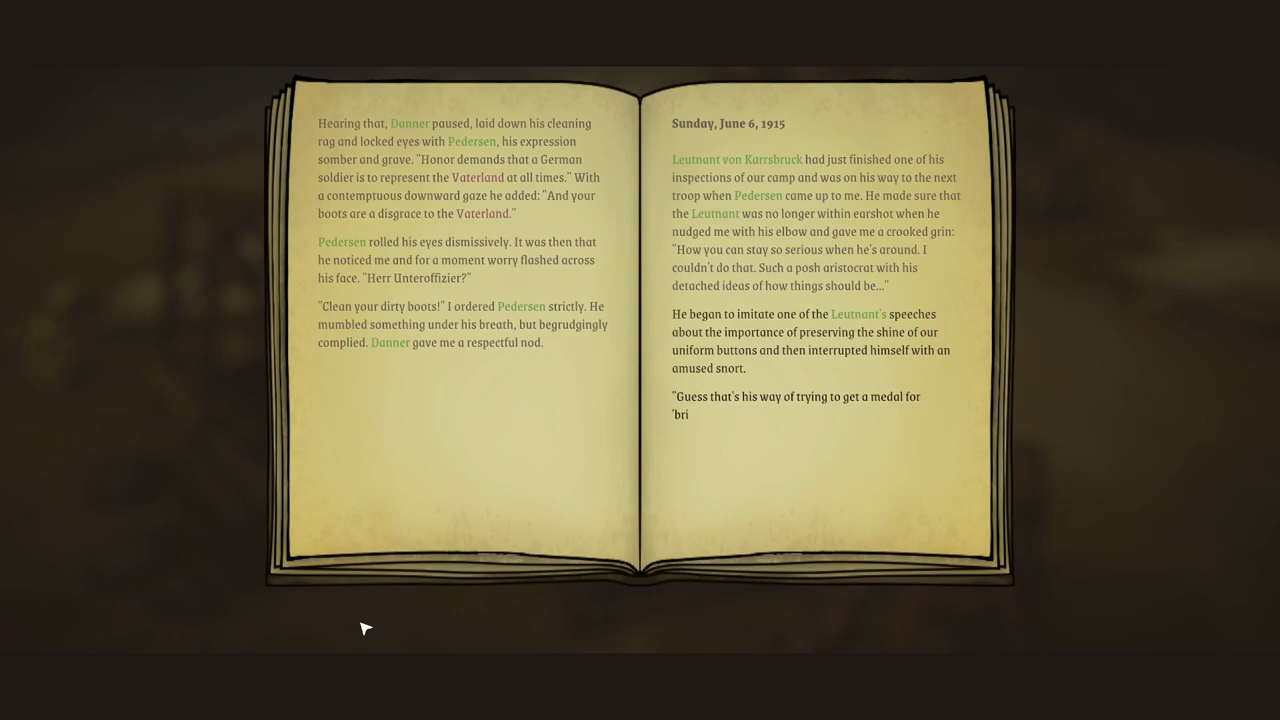 Hearing that, Danner paused, laid down his cleaning
rag and locked eyes with Pedersen, his expression
somber and grave. "Honor demands that a German
soldier is to represent the Vaterland at all times." With
a contemptuous downward gaze he added: "And your
boots are a disgrace to the Vaterland."
Pedersen rolled his eyes dismissively. It was then that
he noticed me and for a moment worry flashed across
his face. "Herr Unteroffizier?"
"Clean your dirty boots!" I ordered Pedersen strictly. He
mumbled something under his breath, but begrudgingly
complied. Danner gave me a respectful nod.
Sunday, June 6, 1915
Leutnant von Karrsbruck had just finished one of his
inspections of our camp and was on his way to the next
troop when Pedersen came up to me. He made sure that
the Leutnant was no longer within earshot when he
nudged me with his elbow and gave me a crooked grin:
"How you can stay so serious when he's around. I
couldn't do that. Such a posh aristocrat with his
detached ideas of how things should be..."
He began to imitate one of the Leutnant's speeches
about the importance of preserving the shine of our
uniform buttons and then interrupted himself with an
amused snort.
"Guess that's his way of trying to get a medal for
'bri